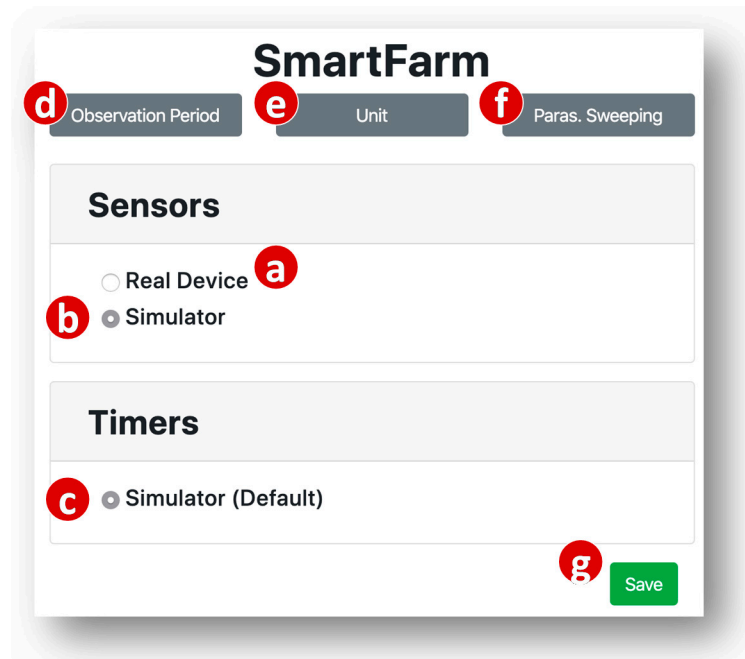 SmartFarm
d Observation Period e Unit f Paras. Sweeping
Sensors
Real Device a
b Simulator
Timers
c Simulator (Default)
g Save